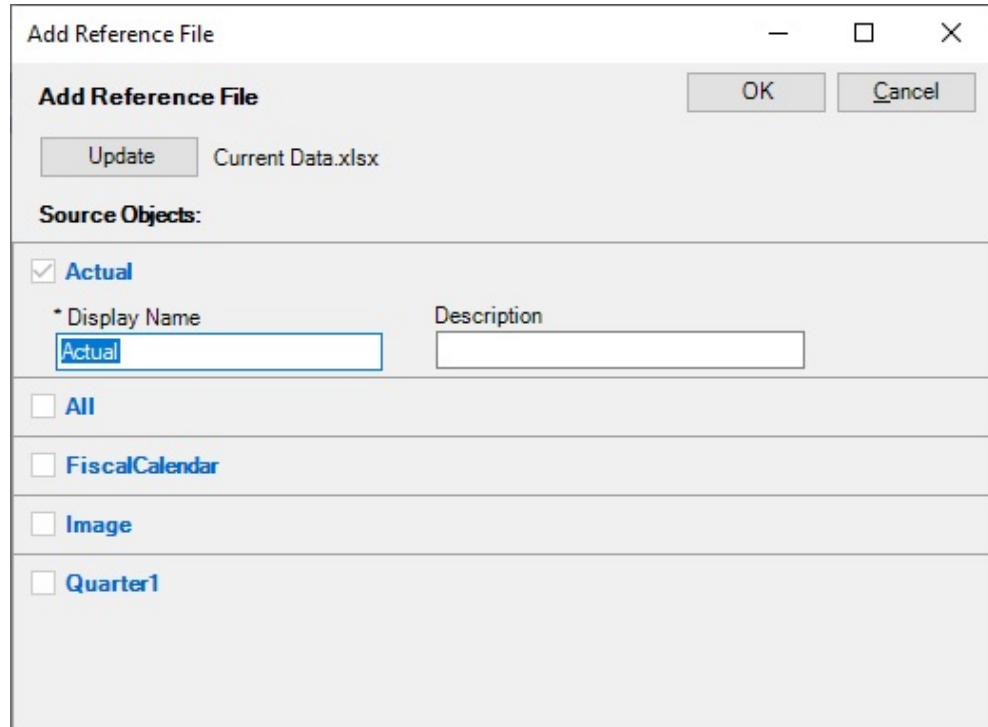 Add Reference File
Add Reference File OK Cancel
Update Current Data.xlsx
Source Objects:
Actual
* Display Name Description
Actual
All
FiscalCalendar
Image
Quarter1